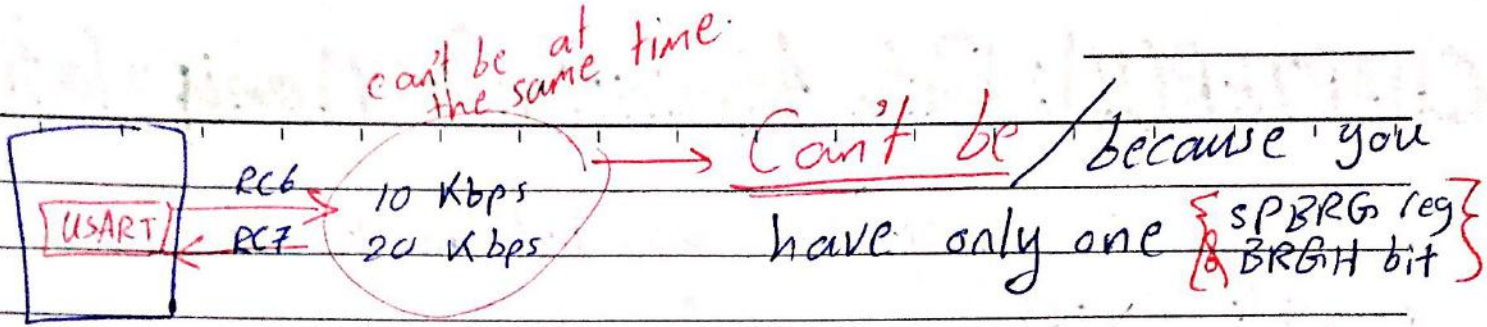 can't be at
the same time.
Can't be / because you
RC6 10 Kbps
USART RC7 20 Kbps
have only one { SPBRG reg
& BRGH bit }